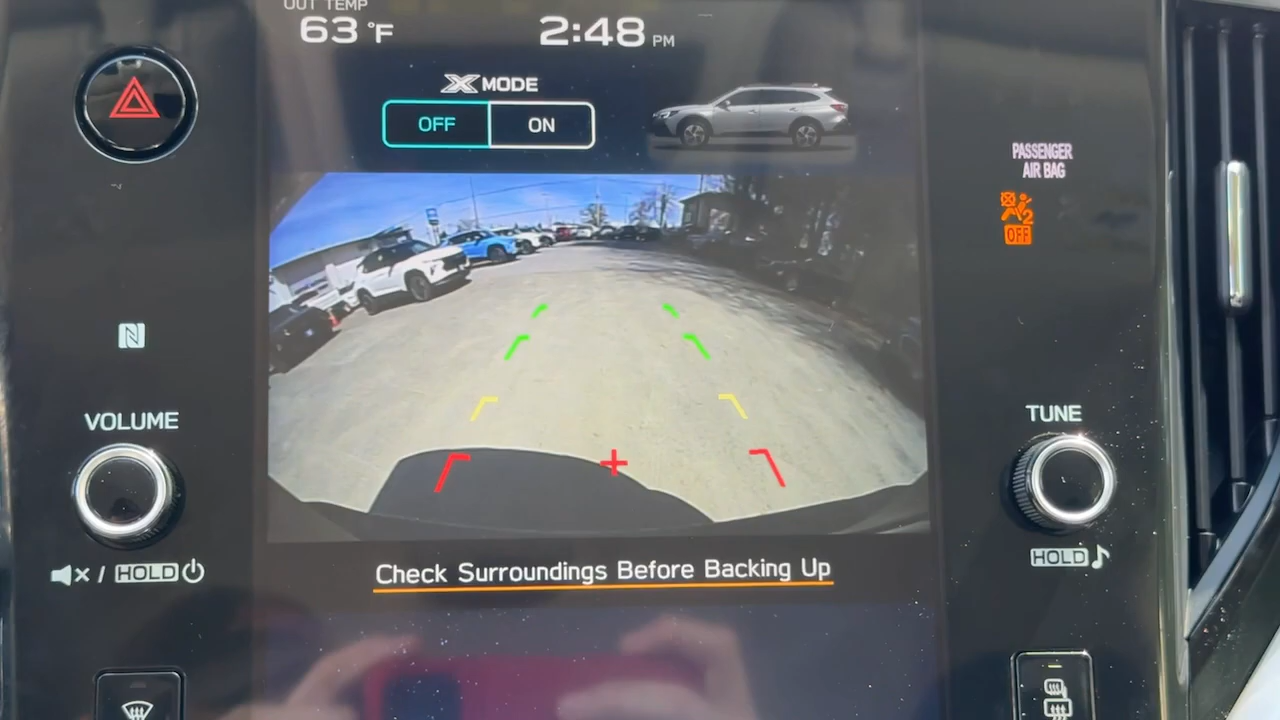 OUT TEMP
63 °F
2:48 PM
X MODE
OFF
ON
PASSENGER
AIR BAG
2
OFF
VOLUME
TUNE
/ HOLD
HOLD
Check Surroundings Before Backing Up